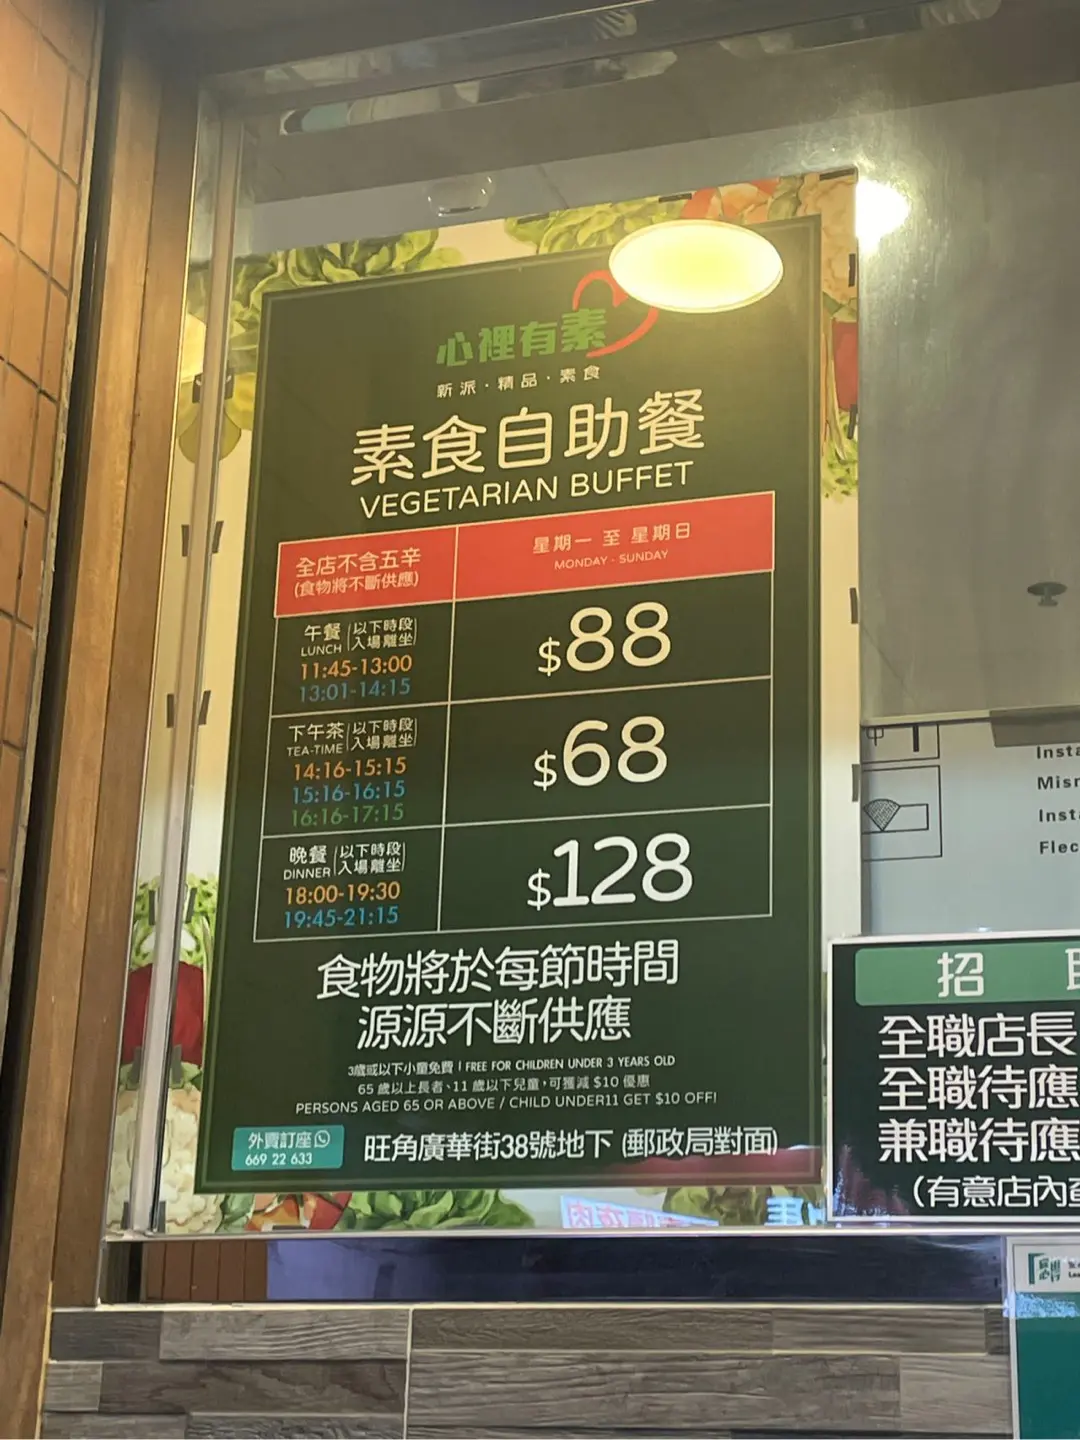 心裡有素
新派·精品·素食
素食自助餐
VEGETARIAN BUFFET
全店不含五辛
(食物將不斷供應)
星期一 至 星期日
MONDAY - SUNDAY
午餐
LUNCH
以下時段
入場離坐
11:45-13:00
13:01-14:15
$88
下午茶
TEA-TIME
以下時段
入場離坐
14:16-15:15
15:16-16:15
16:16-17:15
$68
晚餐
DINNER
以下時段
入場離坐
18:00-19:30
19:45-21:15
$128
食物將於每節時間
源源不斷供應
3歲或以下小童免費 | FREE FOR CHILDREN UNDER 3 YEARS OLD
65 歲以上長者、11 歲以下兒童,可獲減 $10 優惠
PERSONS AGED 65 OR ABOVE / CHILD UNDER11 GET $10 OFF!
外賣訂座
669 22 633
旺角廣華街38號地下 (郵政局對面)
Inst
Mis
Inst
Flec
招
全職店長
全職待應
兼職待應
(有意店內